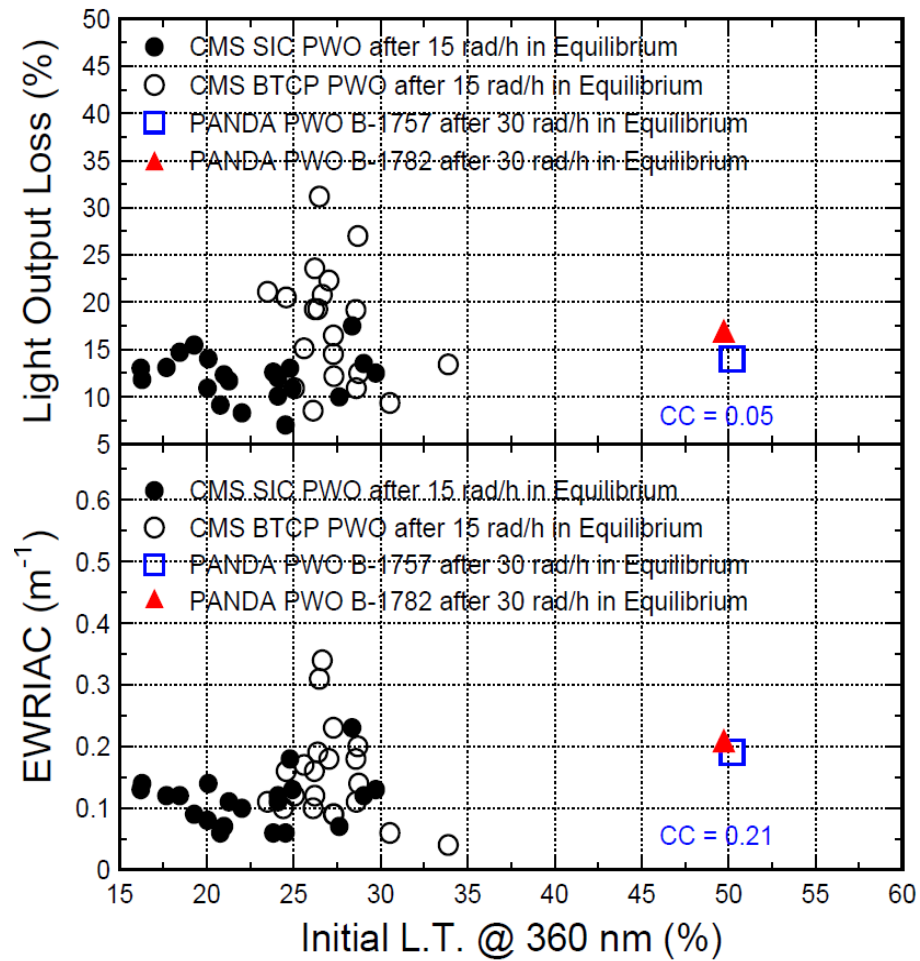 50
45
40
35
30
25
20
15
10
5
Light Output Loss (%)
CMS SIC PWO after 15 rad/h in Equilibrium
CMS BTCP PWO after 15 rad/h in Equilibrium
PANDA PWO B-1757 after 30 rad/h in Equilibrium
PANDA PWO B-1782 after 30 rad/h in Equilibrium
CC = 0.05
0.6
0.5
0.4
0.3
0.2
0.1
0
EWRIAC (m⁻¹)
CMS SIC PWO after 15 rad/h in Equilibrium
CMS BTCP PWO after 15 rad/h in Equilibrium
PANDA PWO B-1757 after 30 rad/h in Equilibrium
PANDA PWO B-1782 after 30 rad/h in Equilibrium
CC = 0.21
15 20 25 30 35 40 45 50 55 60
Initial L.T. @ 360 nm (%)